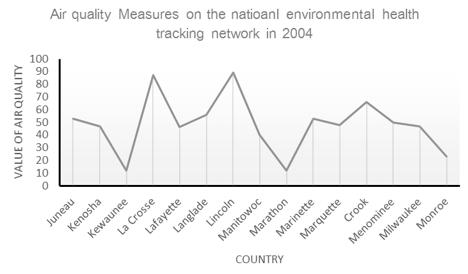 Air quality Measures on the natioanl environmental health
tracking network in 2004
VALUE OF AIR QUALITY
100
90
80
70
60
50
40
30
20
10
0
Juneau
Kenosha
Kewaunee
La Crosse
Lafayette
Langlade
Lincoln
Manitowoc
Marathon
Marinette
Marquette
Crook
Menominee
Milwaukee
Monroe
COUNTRY